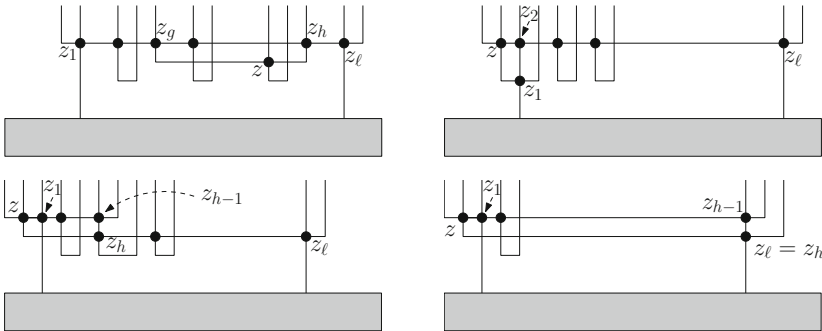 z_g z_h
z_1 z z_ℓ
z_2
z z_ℓ
z_1
z_1
z z_{h−1}
z_h z_ℓ
z_1 z_{h−1}
z z_ℓ = z_h